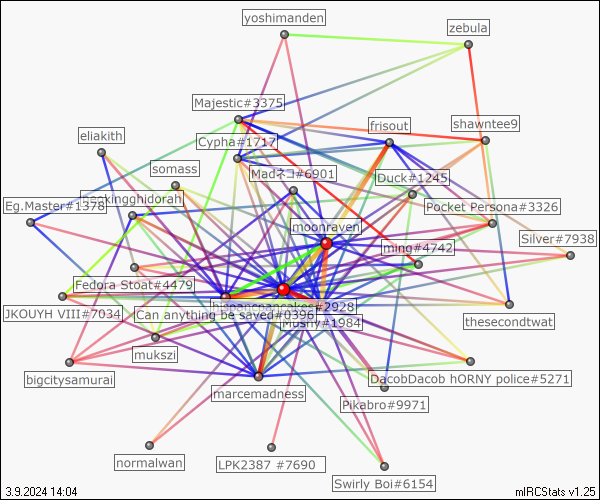 yoshimanden
zebula
Majestic#3375
shawntee9
frisout
eliakith
Cypha#1717
somass
Madネコ#6901
Duck#1245
Eg.Master#1378
Pocket Persona#3326
moonraven
Silver#7938
ming#4742
Fedora Stoat#4479
#2928
JKOUYH VIII#7034
Can anything be saved#0396
thesecondtwat
Mushy#1984
mukszi
bigcitysamurai
DacobDacob hORNY police#5271
marcemadness
Pikabro#9971
normalwan
LPK2387 #7690
Swirly Boi#6154
3.9.2024 14:04
mIRCStats v1.25